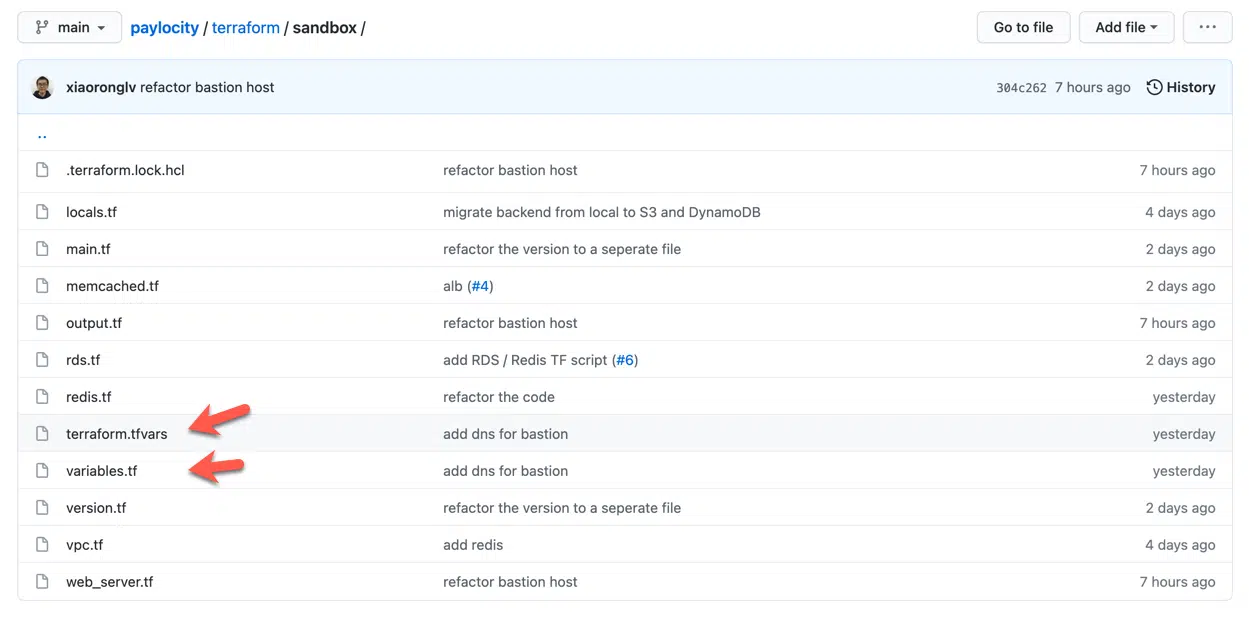 main paylocity / terraform / sandbox / Go to file Add file ...
xiaoronglv refactor bastion host 304c262 7 hours ago History
..
.terraform.lock.hcl refactor bastion host 7 hours ago
locals.tf migrate backend from local to S3 and DynamoDB 4 days ago
main.tf refactor the version to a seperate file 2 days ago
memcached.tf alb (#4) 2 days ago
output.tf refactor bastion host 7 hours ago
rds.tf add RDS / Redis TF script (#6) 2 days ago
redis.tf refactor the code yesterday
terraform.tfvars add dns for bastion yesterday
variables.tf add dns for bastion yesterday
version.tf refactor the version to a seperate file 2 days ago
vpc.tf add redis 4 days ago
web_server.tf refactor bastion host 7 hours ago